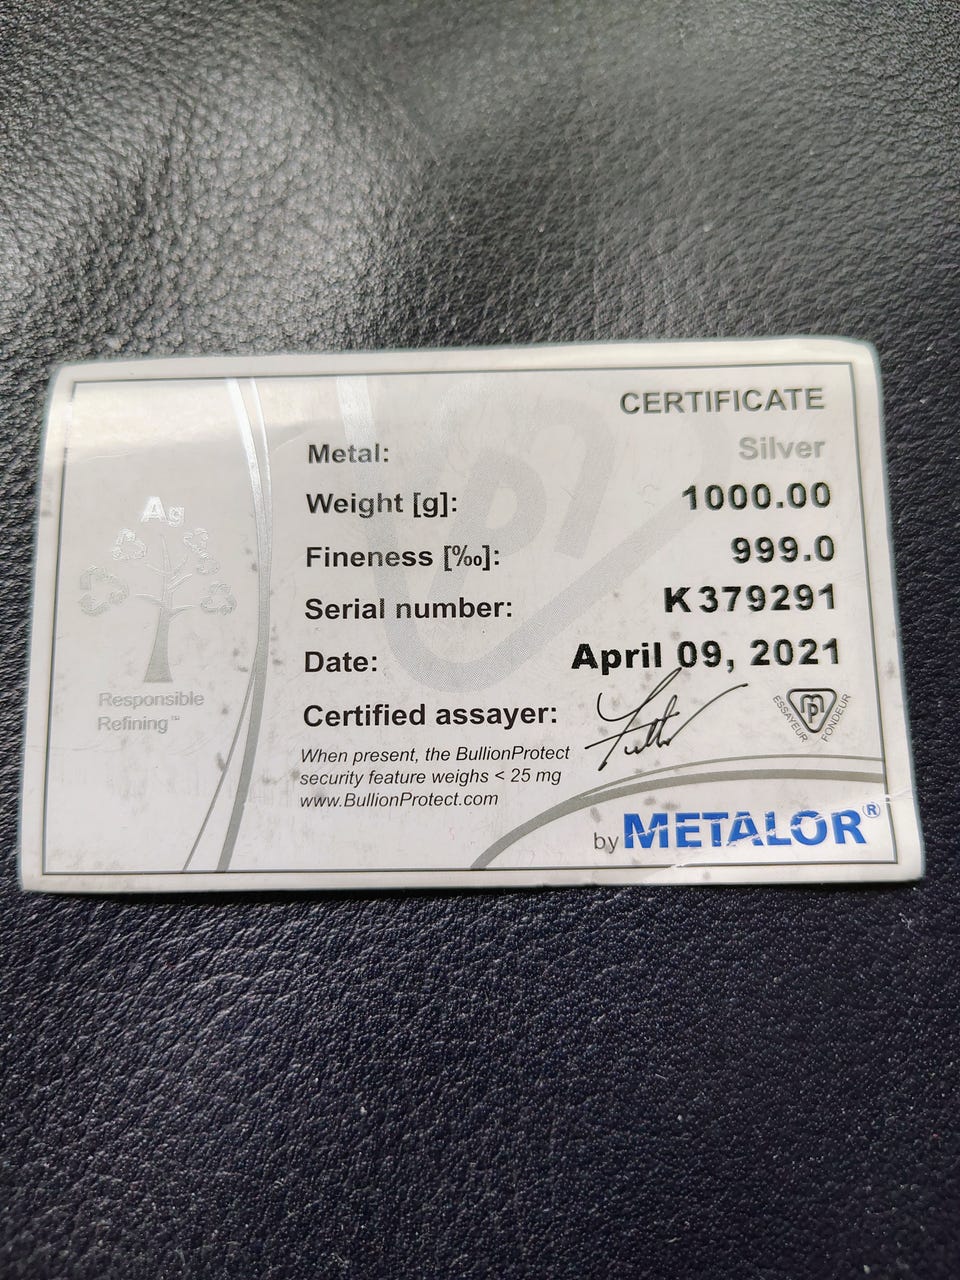 CERTIFICATE
Metal: Silver
Weight [g]: 1000.00
Fineness [‰]: 999.0
Serial number: K379291
Date: April 09, 2021
Certified assayer:
When present, the BullionProtect
security feature weighs < 25 mg
www.BullionProtect.com
ESSAYEUR FONDEUR
by METALOR®
Ag
Responsible
Refining™